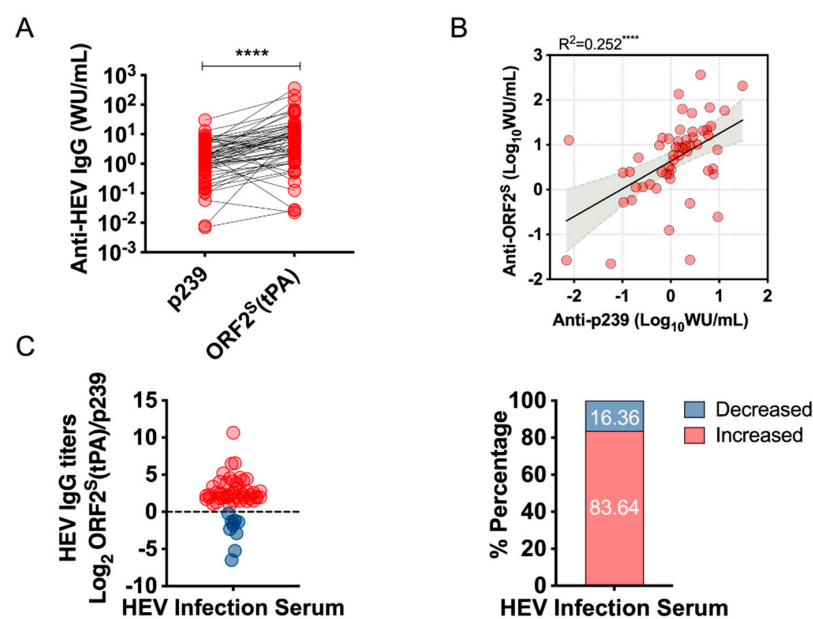 A
Anti-HEV IgG (WU/mL)
****
10³
10²
10¹
10⁰
10⁻¹
10⁻²
10⁻³
p239
ORF2ˢ(tPA)
B
R²=0.252****
Anti-ORF2ˢ (Log₁₀WU/mL)
3
2
1
0
-1
-2
-2 -1 0 1 2
Anti-p239 (Log₁₀WU/mL)
C
HEV IgG titers
Log₂ ORF2ˢ(tPA)/p239
15
10
5
0
-5
-10
HEV Infection Serum
% Percentage
100
80
60
40
20
0
16.36
83.64
HEV Infection Serum
Decreased
Increased